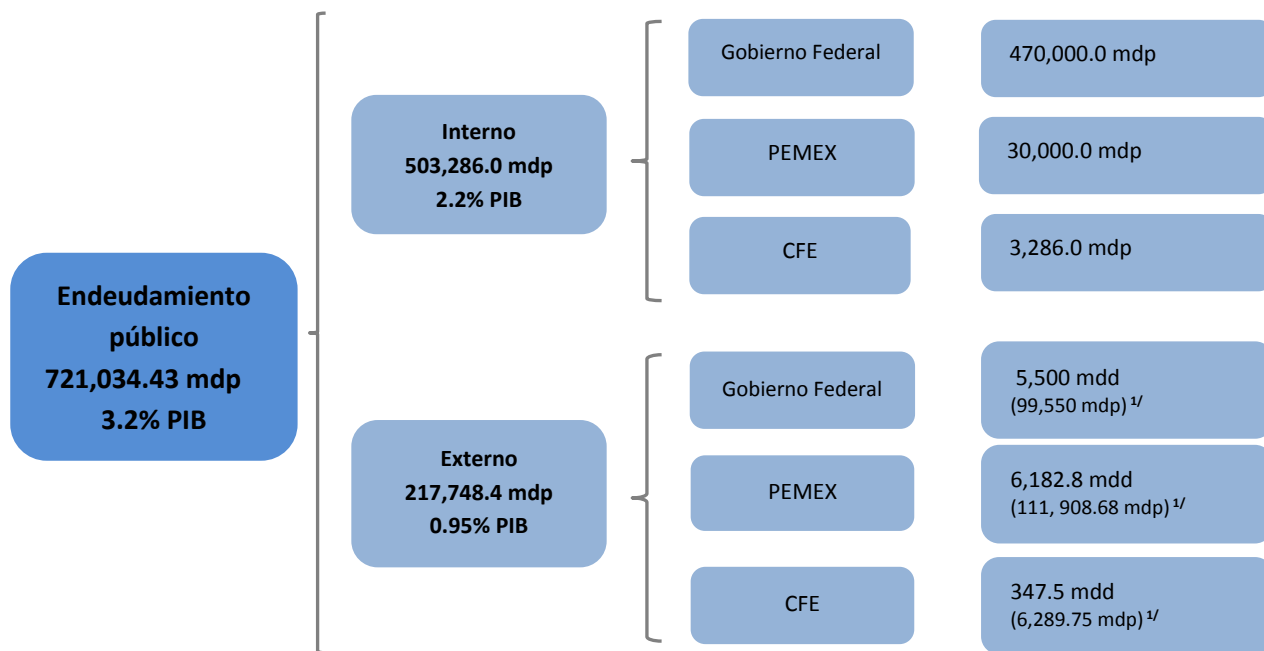 Endeudamiento
público
721,034.43 mdp
3.2% PIB
Interno
503,286.0 mdp
2.2% PIB
Gobierno Federal
470,000.0 mdp
PEMEX
30,000.0 mdp
CFE
3,286.0 mdp
Externo
217,748.4 mdp
0.95% PIB
Gobierno Federal
5,500 mdd
(99,550 mdp) 1/
PEMEX
6,182.8 mdd
(111, 908.68 mdp) 1/
CFE
347.5 mdd
(6,289.75 mdp) 1/